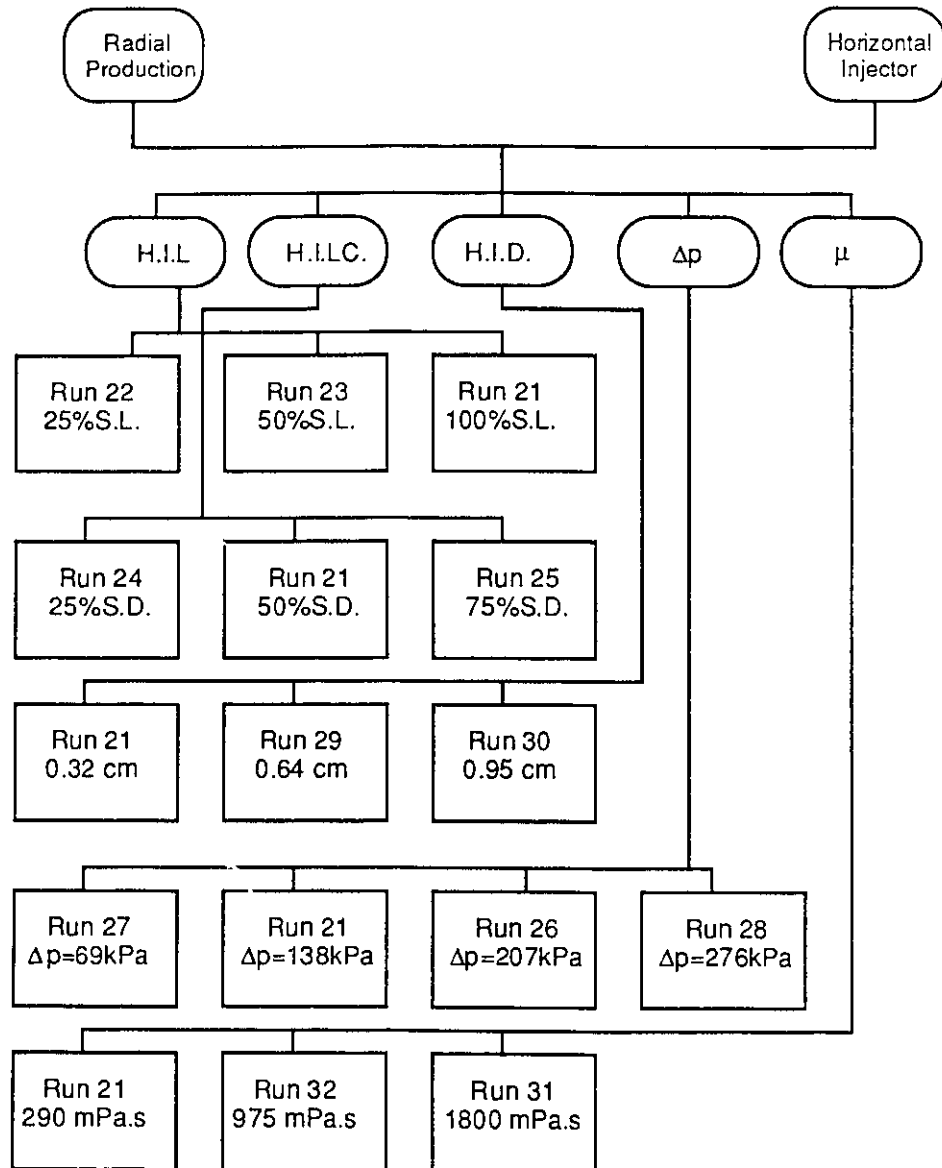 Radial
Production
Horizontal
Injector
H.I.L
H.I.LC.
H.I.D.
Δp
μ
Run 22
25%S.L.
Run 23
50%S.L.
Run 21
100%S.L.
Run 24
25%S.D.
Run 21
50%S.D.
Run 25
75%S.D.
Run 21
0.32 cm
Run 29
0.64 cm
Run 30
0.95 cm
Run 27
Δp=69kPa
Run 21
Δp=138kPa
Run 26
Δp=207kPa
Run 28
Δp=276kPa
Run 21
290 mPa.s
Run 32
975 mPa.s
Run 31
1800 mPa.s